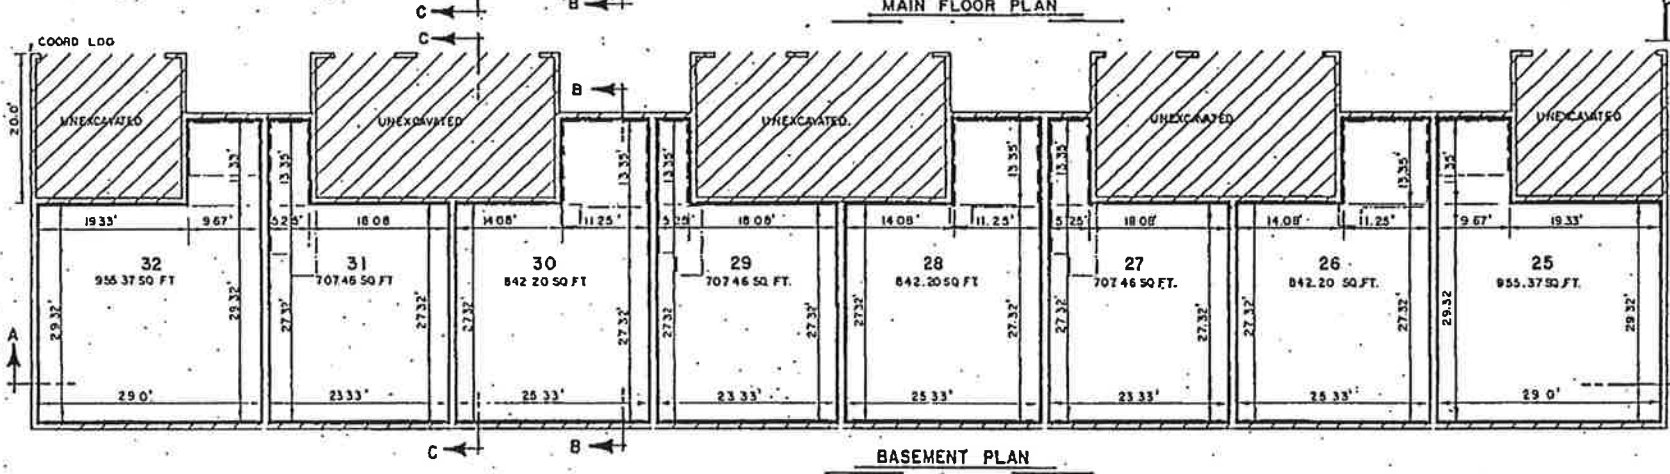 MAIN FLOOR PLAN
C B
C
COORD LDG
B
20.0'
UNEXCAVATED UNEXCAVATED UNEXCAVATED. UNEXCAVATED UNEXCAVATED
11.33' 13.35' 13.35' 13.35' 13.35' 13.35' 13.35' 11.35'
19.33' 9.67' 5.25' 18.08' 14.08' 11.25' 5.25' 18.08' 14.08' 11.25' 5.25' 18.08' 14.08' 11.25' 9.67' 19.33'
32 31 30 29 28 27 26 25
955.37 SQ FT 707.46 SQ.FT 842.20 SQ.FT 707.46 SQ.FT. 842.20 SQ FT 707.46 SQ.FT. 842.20 SQ.FT. 955.37 SQ.FT.
29.32' 29.32' 27.32' 27.32' 27.32' 27.32' 27.32' 27.32' 27.32' 27.32' 27.32' 27.32' 27.32' 27.32' 29.32 29.32'
A
29.0' 23.33' 25.33' 23.33' 25.33' 23.33' 25.33' 29.0'
C B
BASEMENT PLAN